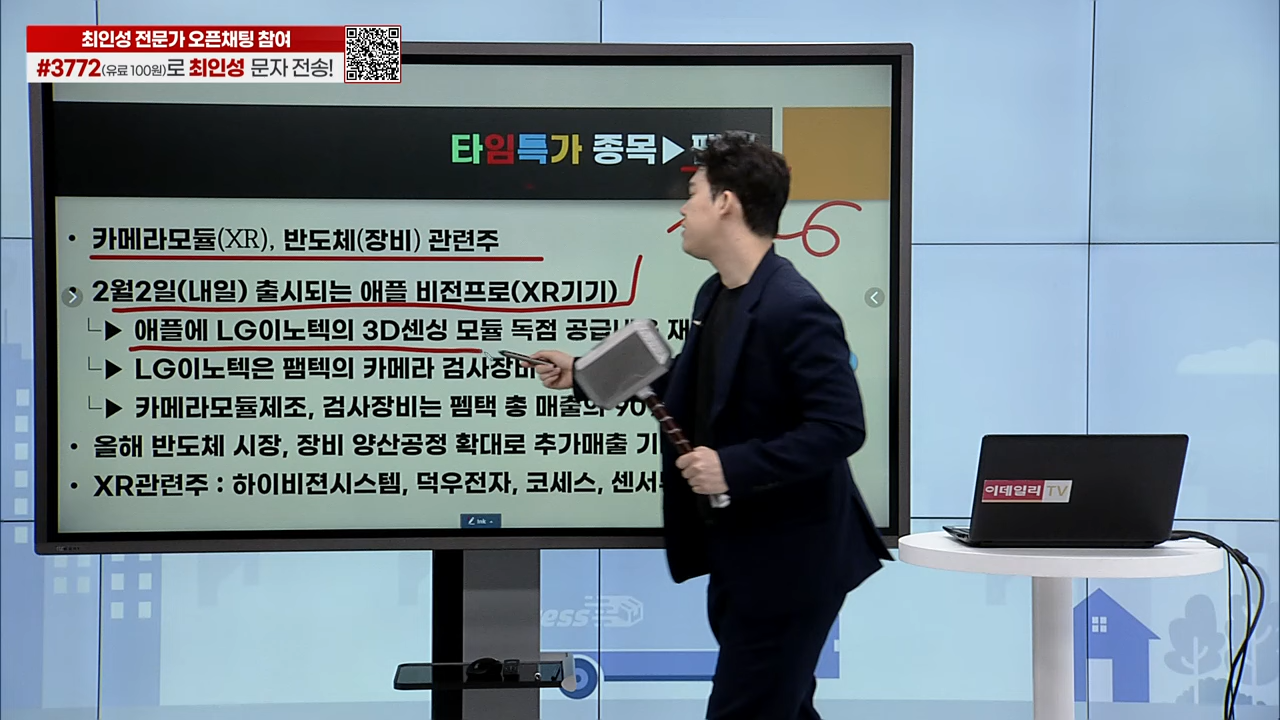 최인성 전문가 오픈채팅 참여
#3772(유료 100원)로 최인성 문자 전송!
타임특가 종목▶
• 카메라모듈(XR), 반도체(장비) 관련주
6
2월2일(내일) 출시되는 애플 비전프로(XR기기)
└▶ 애플에 LG이노텍의 3D센싱 모듈 독점 공급
└▶ LG이노텍은 팸텍의 카메라 검사장비
└▶ 카메라모듈제조, 검사장비는 펨택 총 매출의 90
• 올해 반도체 시장, 장비 양산공정 확대로 추가매출
• XR관련주 : 하이비젼시스템, 덕우전자, 코세스, 센서
Ink
이데일리TV
ess